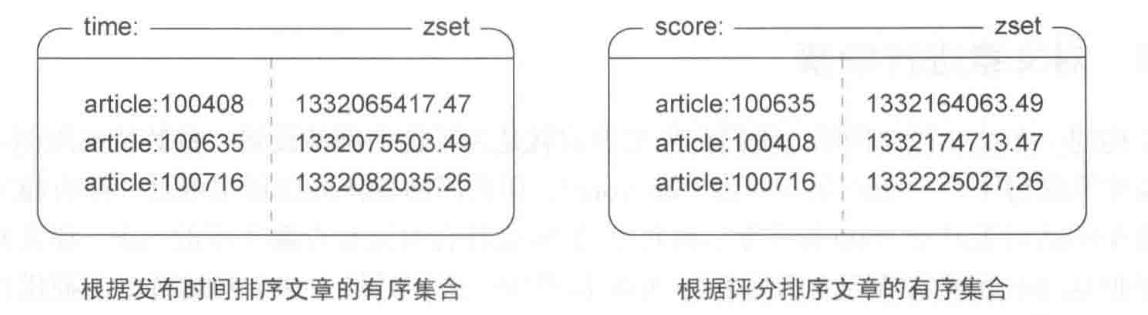 time: zset
article:100408 1332065417.47
article:100635 1332075503.49
article:100716 1332082035.26
根据发布时间排序文章的有序集合
score: zset
article:100635 1332164063.49
article:100408 1332174713.47
article:100716 1332225027.26
根据评分排序文章的有序集合